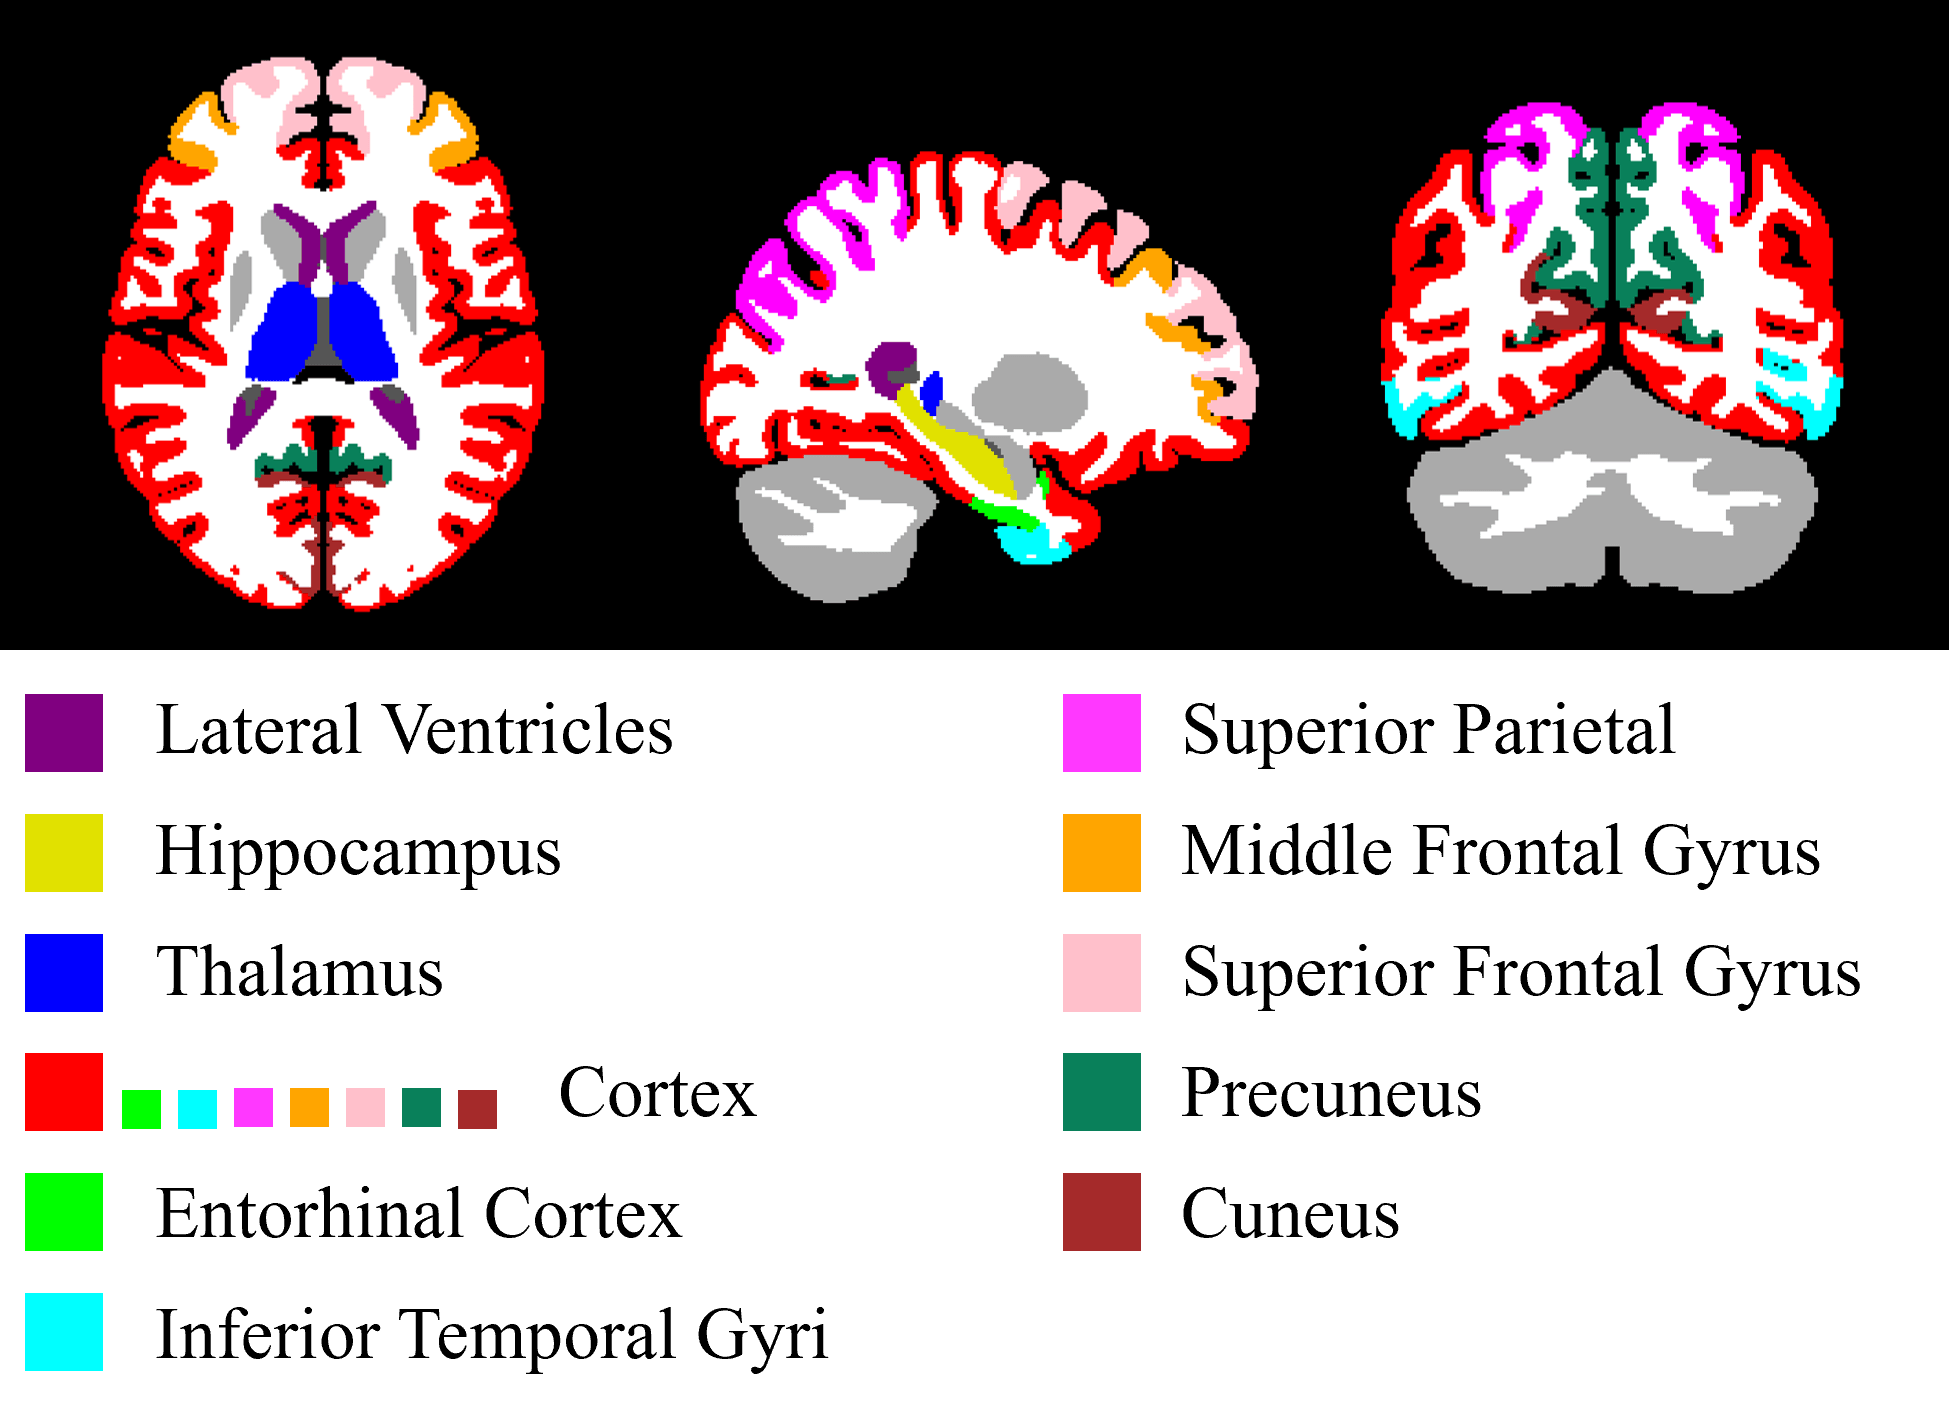 Lateral Ventricles
Hippocampus
Thalamus
Cortex
Entorhinal Cortex
Inferior Temporal Gyri
Superior Parietal
Middle Frontal Gyrus
Superior Frontal Gyrus
Precuneus
Cuneus